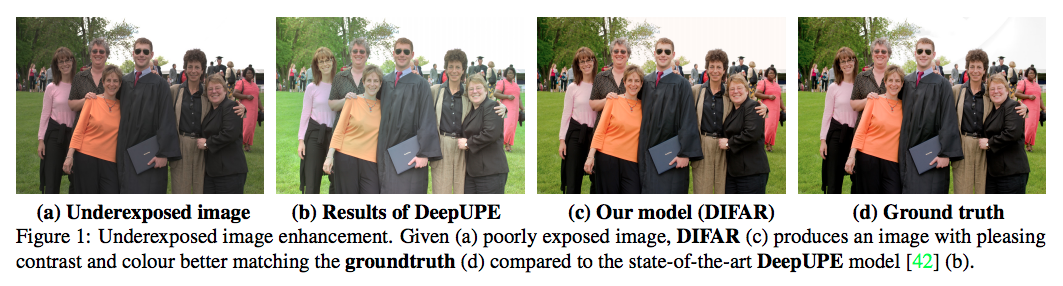 (a) Underexposed image (b) Results of DeepUPE (c) Our model (DIFAR) (d) Ground truth
Figure 1: Underexposed image enhancement. Given (a) poorly exposed image, DIFAR (c) produces an image with pleasing
contrast and colour better matching the groundtruth (d) compared to the state-of-the-art DeepUPE model [42] (b).